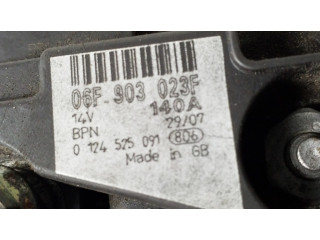 06F 903 023F
14V 140A
BPN 29/07
0 124 525 091 806
Made in GB